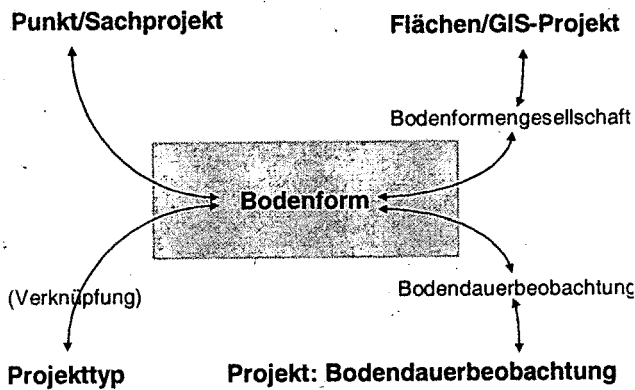 Punkt/Sachprojekt
Flächen/GIS-Projekt
Bodenformengesellschaft
Bodenform
(Verknüpfung)
Bodendauerbeobachtung
Projekttyp
Projekt: Bodendauerbeobachtung